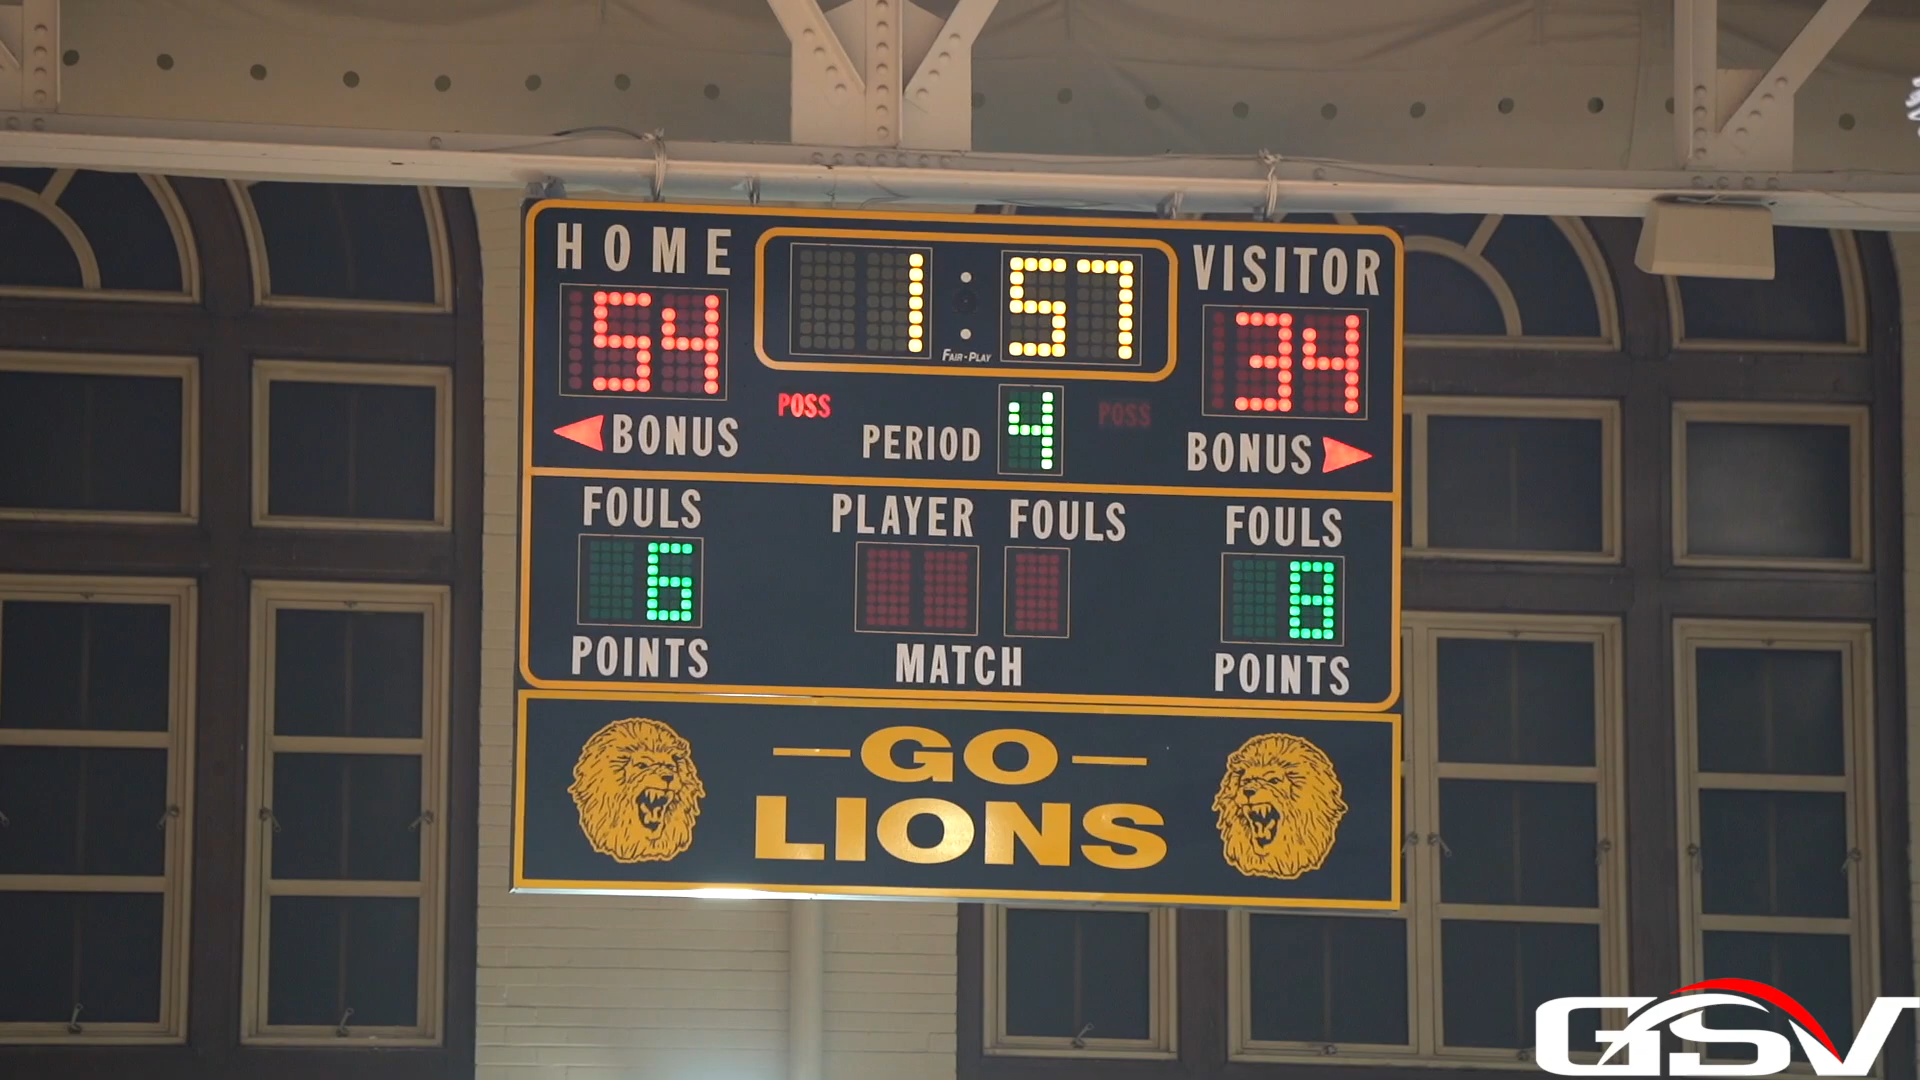 HOME
1:57
VISITOR
54
FAIR-PLAY
34
POSS
4
POSS
BONUS
PERIOD
BONUS
FOULS
PLAYER FOULS
FOULS
6
8
POINTS
MATCH
POINTS
-GO-
LIONS
GSV